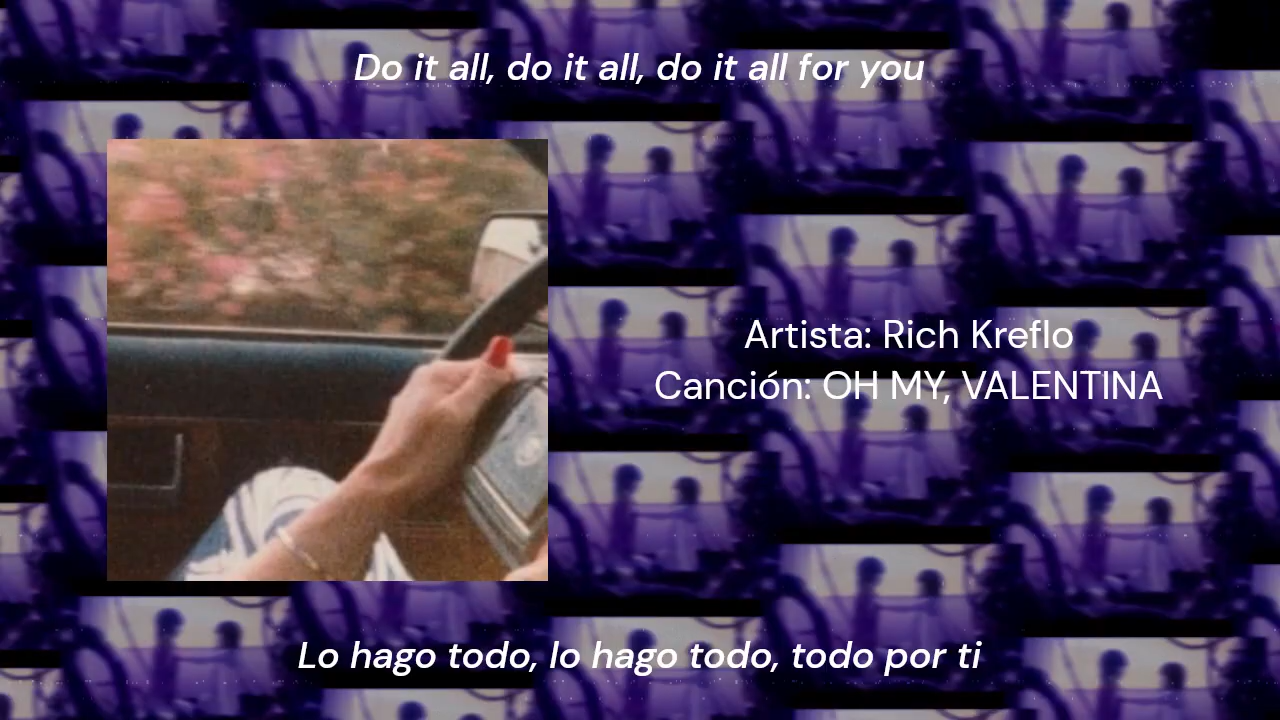 Do it all, do it all, do it all for you
Artista: Rich Kreflo
Canción: OH MY, VALENTINA
Lo hago todo, lo hago todo, todo por ti